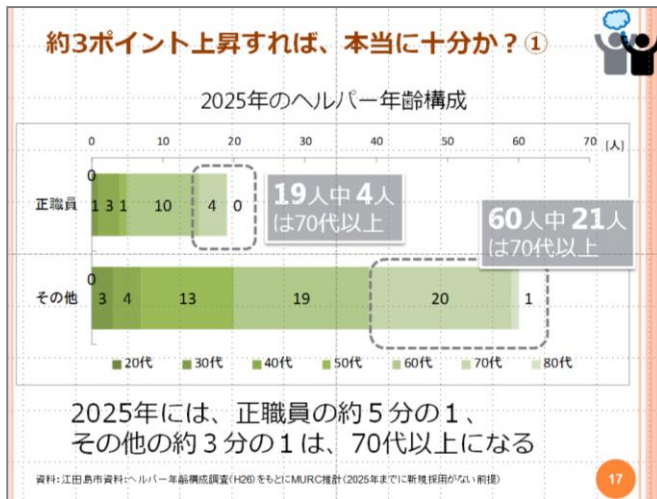 約3ポイント上昇すれば、本当に十分か？①
2025年のヘルパー年齢構成
0 10 20 30 40 50 60 70 (人)
正職員
0 1 3 1 10 4 0
19人中4人
は70代以上
60人中21人
は70代以上
その他
0 3 4 13 19 20 1
■20代 ■30代 ■40代 ■50代 ■60代 ■70代 ■80代
2025年には、正職員の約５分の１、
その他の約３分の１は、70代以上になる
資料：江田島市資料：ヘルパー年齢構成調査（H26）をもとにMURC推計（2025年までに新規採用がない前提）
17